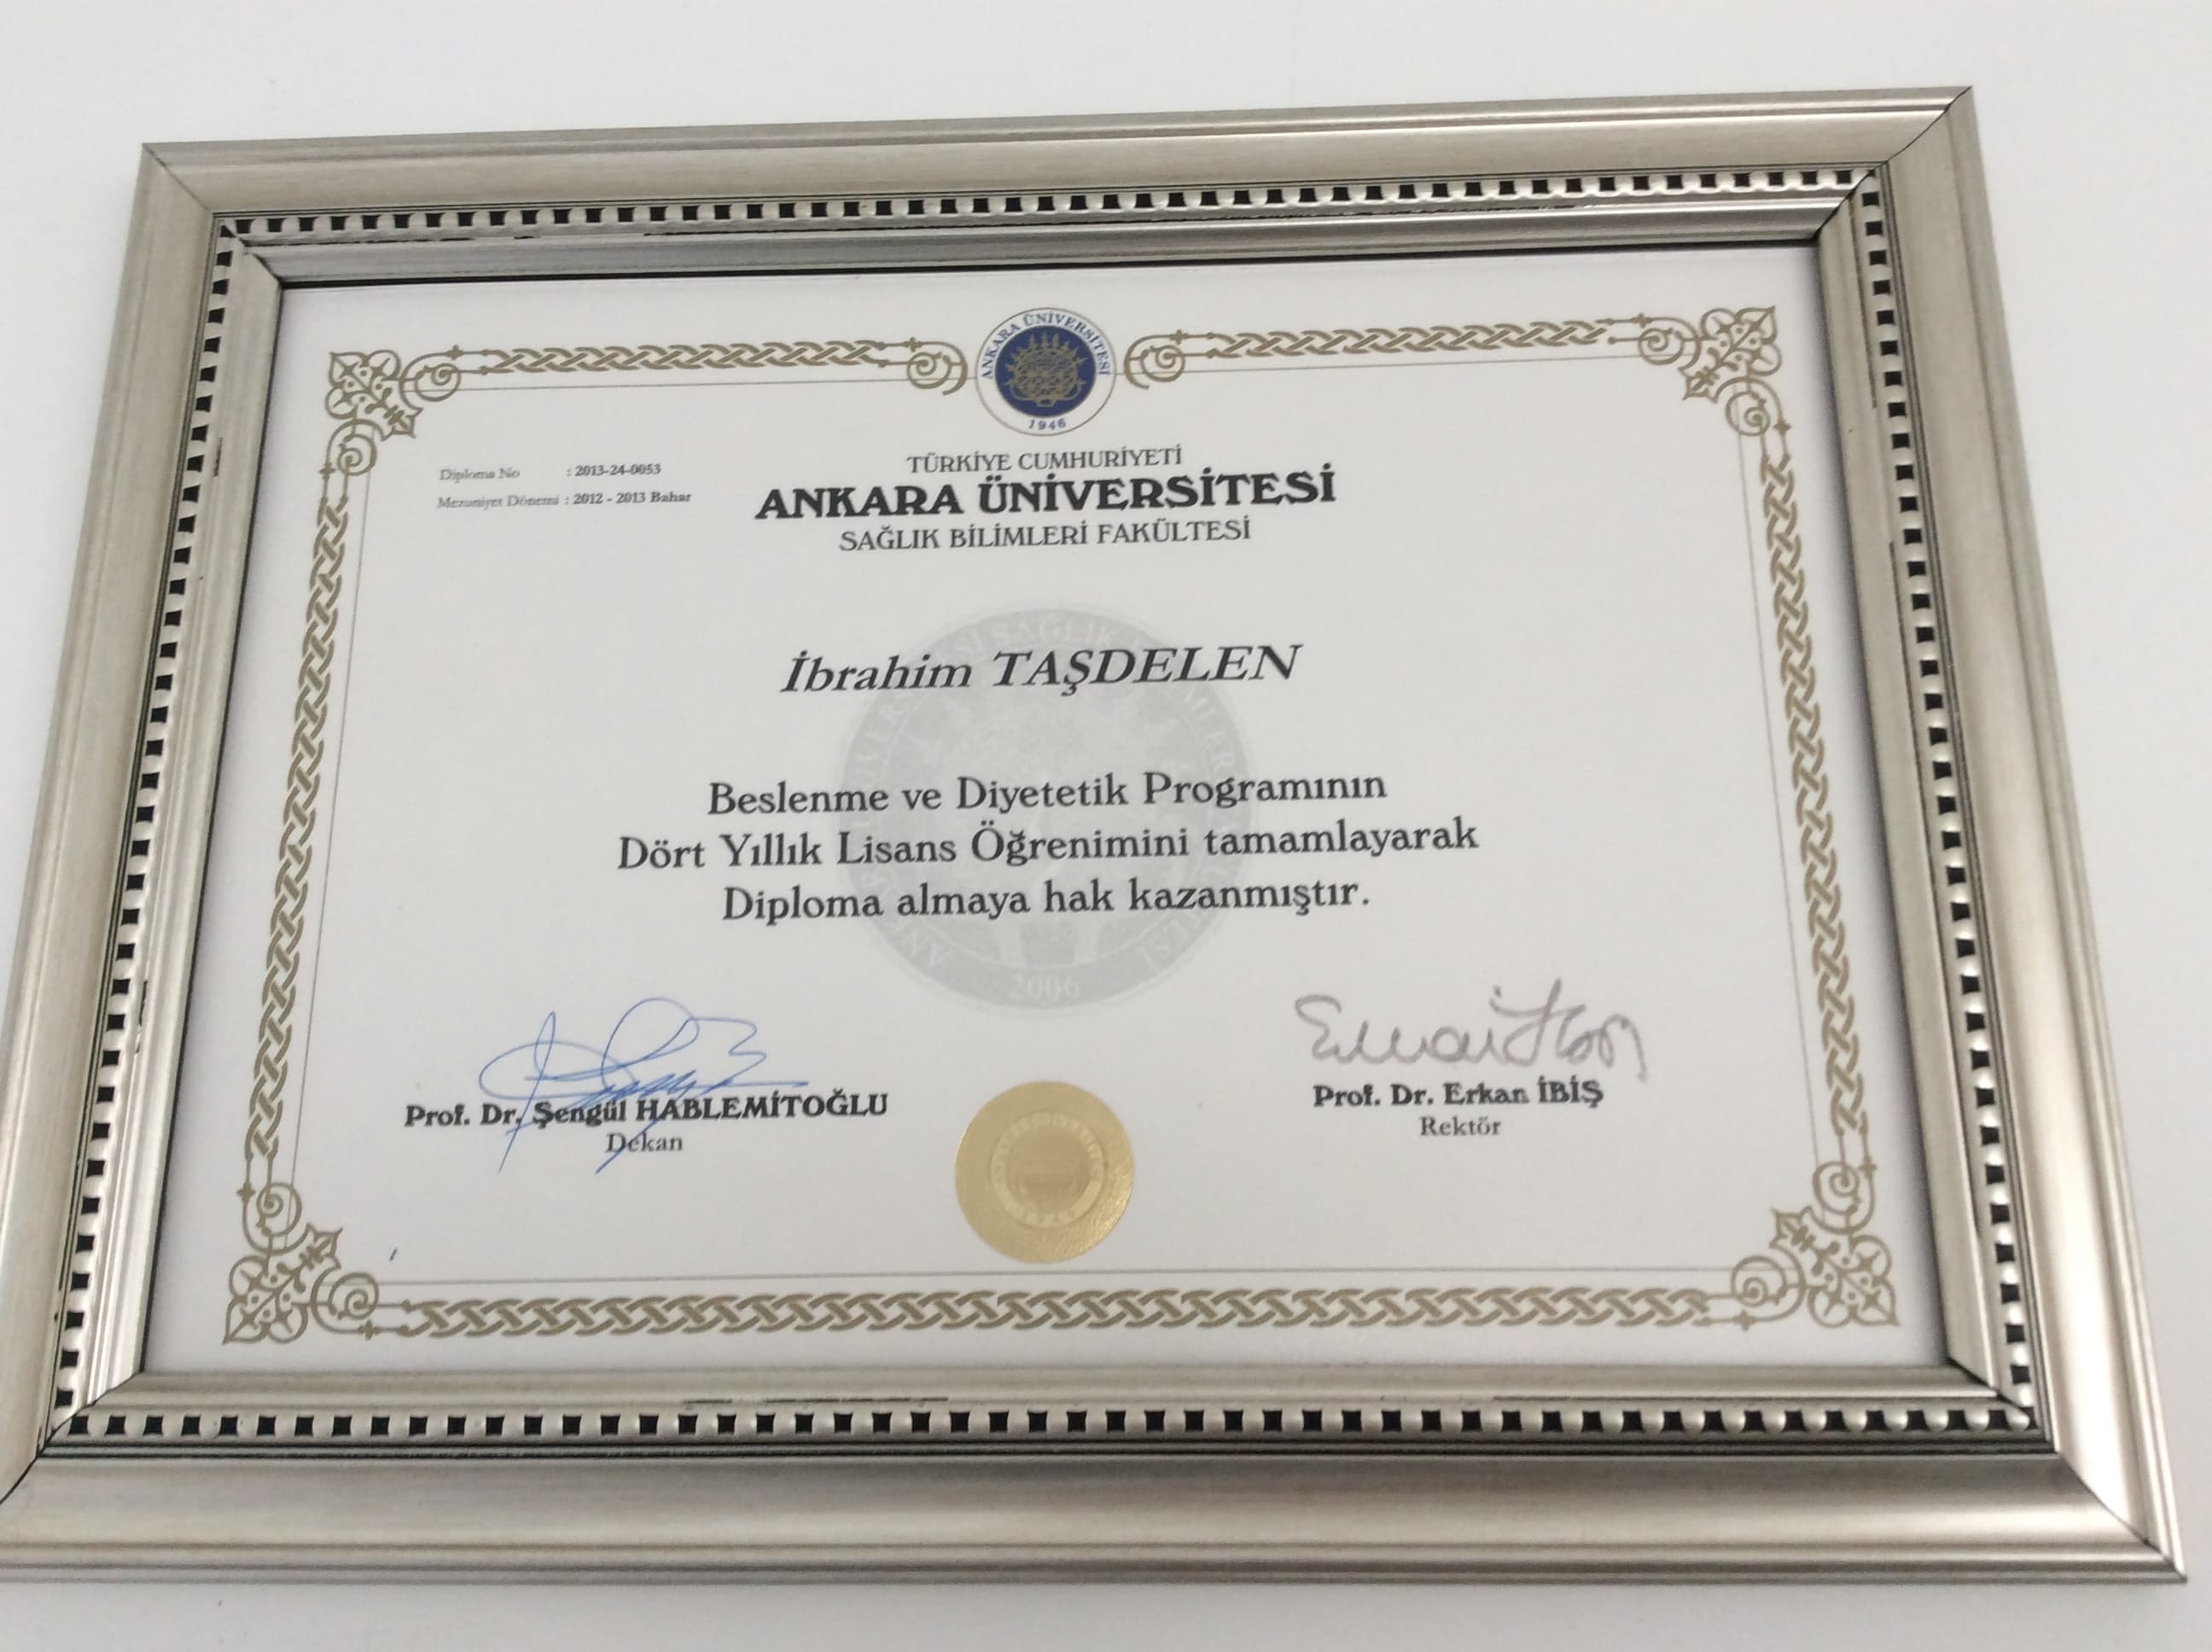 ANKARA ÜNİVERSİTESİ
1946
Diploma No : 2013-24-0053
Mezuniyet Dönemi : 2012 - 2013 Bahar
TÜRKİYE CUMHURİYETİ
ANKARA ÜNİVERSİTESİ
SAĞLIK BİLİMLERİ FAKÜLTESİ
İbrahim TAŞDELEN
Beslenme ve Diyetetik Programının
Dört Yıllık Lisans Öğrenimini tamamlayarak
Diploma almaya hak kazanmıştır.
2006
Prof. Dr. Şengül HABLEMİTOĞLU
Dekan
Prof. Dr. Erkan İBİŞ
Rektör